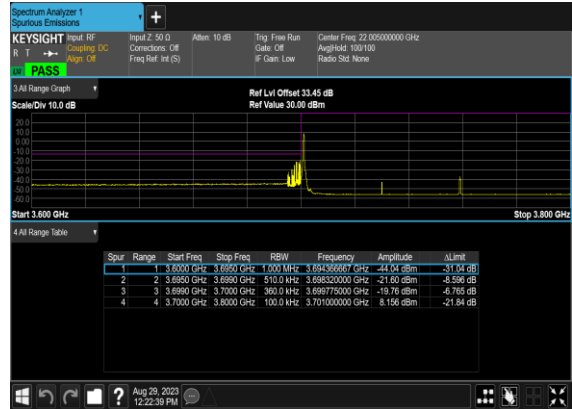 Spectrum Analyzer 1
Spurious Emissions
KEYSIGHT Input: RF Input Z: 50 Ω Atten: 10 dB Trig: Free Run Center Freq: 22.005000000 GHz
R T Coupling: DC Corrections: Off Gate: Off Avg|Hold: 100/100
Align: Off Freq Ref: Int (S) IF Gain: Low Radio Std: None
PASS
3 All Range Graph
Ref Lvl Offset 33.45 dB
Scale/Div 10.0 dB Ref Value 30.00 dBm
20.0
10.0
0.00
-10.0
-20.0
-30.0
-40.0
-50.0
-60.0
Start 3.600 GHz Stop 3.800 GHz
4 All Range Table
Spur Range Start Freq Stop Freq RBW Frequency Amplitude ΔLimit
1 1 3.6000 GHz 3.6950 GHz 1.000 MHz 3.694366667 GHz -44.04 dBm -31.04 dB
2 2 3.6950 GHz 3.6990 GHz 510.0 kHz 3.698320000 GHz -21.60 dBm -8.596 dB
3 3 3.6990 GHz 3.7000 GHz 360.0 kHz 3.699775000 GHz -19.76 dBm -6.765 dB
4 4 3.7000 GHz 3.8000 GHz 100.0 kHz 3.701000000 GHz 8.156 dBm -21.84 dB
? Aug 29, 2023
12:22:39 PM